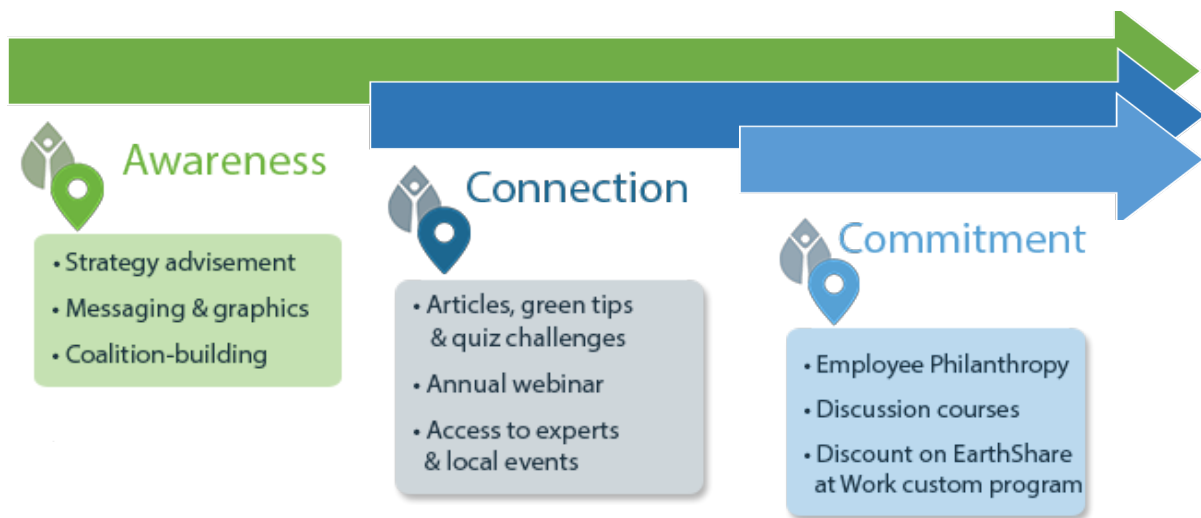 Awareness
• Strategy advisement
• Messaging & graphics
• Coalition-building
Connection
• Articles, green tips
& quiz challenges
• Annual webinar
• Access to experts
& local events
Commitment
• Employee Philanthropy
• Discussion courses
• Discount on EarthShare
at Work custom program